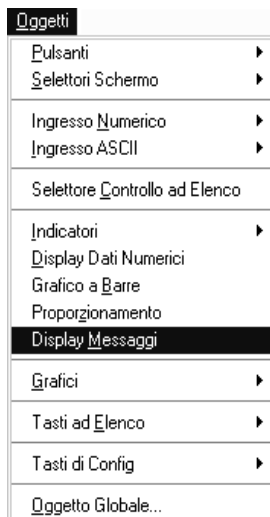 Oggetti
Pulsanti
Selettori Schermo
Ingresso Numerico
Ingresso ASCII
Selettore Controllo ad Elenco
Indicatori
Display Dati Numerici
Grafico a Barre
Proporzionamento
Display Messaggi
Grafici
Tasti ad Elenco
Tasti di Config
Oggetto Globale...